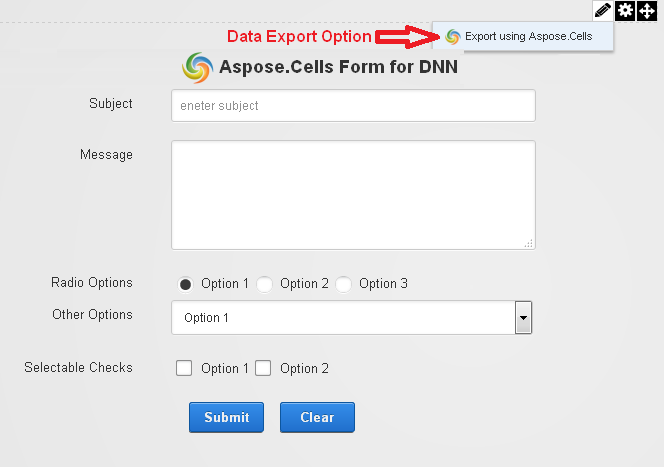 Data Export Option
Export using Aspose.Cells
Aspose.Cells Form for DNN
Subject
eneter subject
Message
Radio Options
Option 1 Option 2 Option 3
Other Options
Option 1
Selectable Checks
Option 1 Option 2
Submit Clear